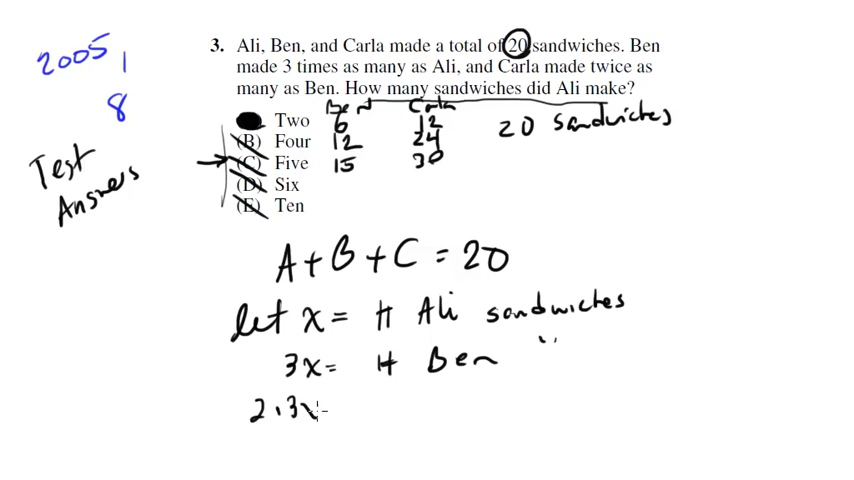 2005 1
8
Test
Answers
3. Ali, Ben, and Carla made a total of 20 sandwiches. Ben
made 3 times as many as Ali, and Carla made twice as
many as Ben. How many sandwiches did Ali make?
Ben Carla
Two 6 12 20 sandwiches
(B) Four 12 24
(C) Five 15 30
(D) Six
(E) Ten
A + B + C = 20
let x = # Ali sandwiches
3x = # Ben "
2.3x